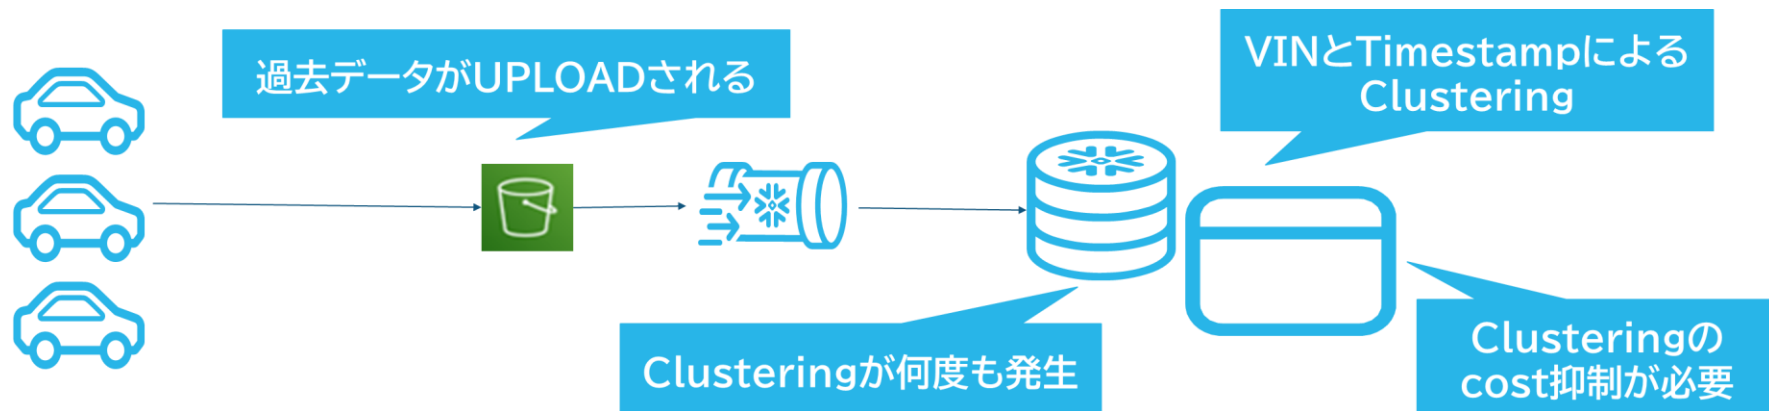 過去データがUPLOADされる
VINとTimestampによる
Clustering
Clusteringが何度も発生
Clusteringの
cost抑制が必要